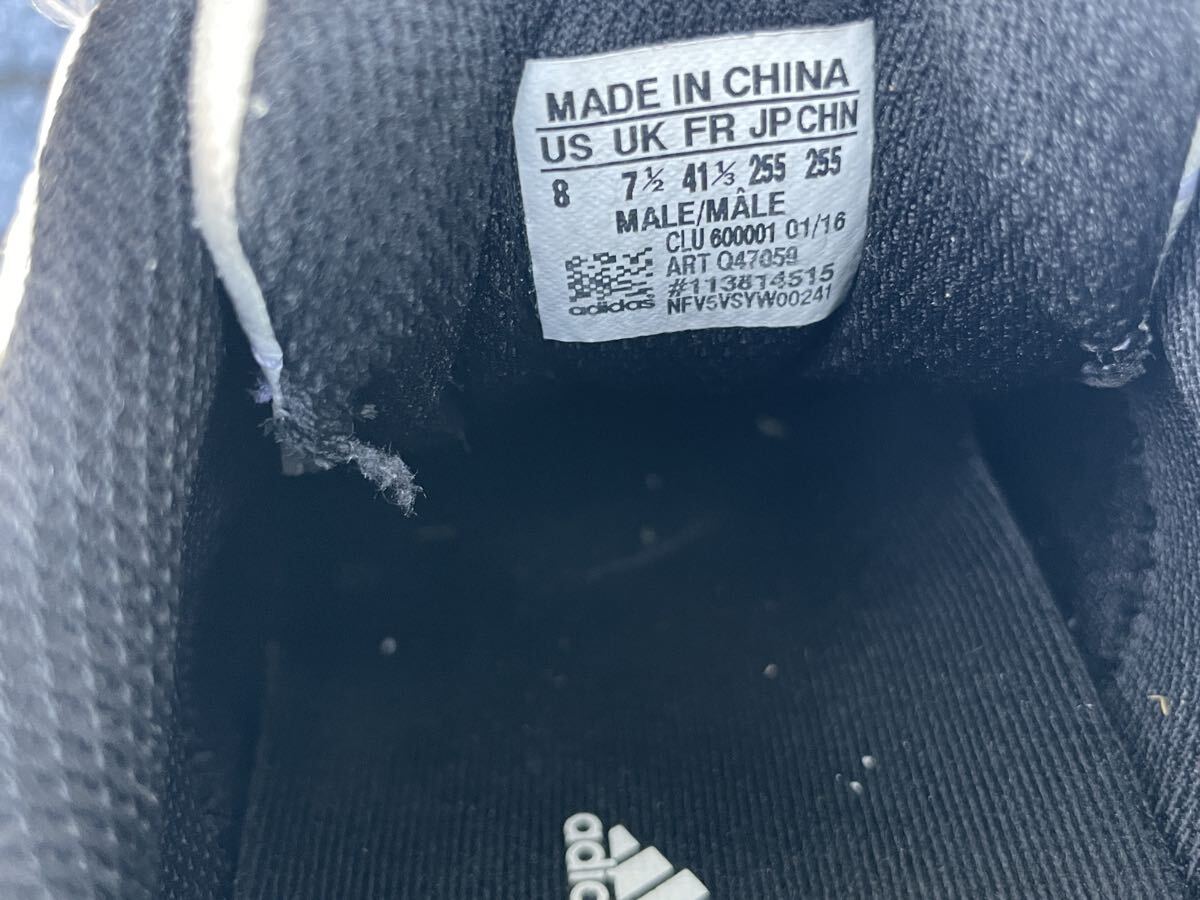 MADE IN CHINA
US UK FR JP CHN
8 7½ 41⅓ 255 255
MALE/MÂLE
CLU 600001 01/16
ART Q47059
#113814515
adidas NFV5VSYW00241
adidas